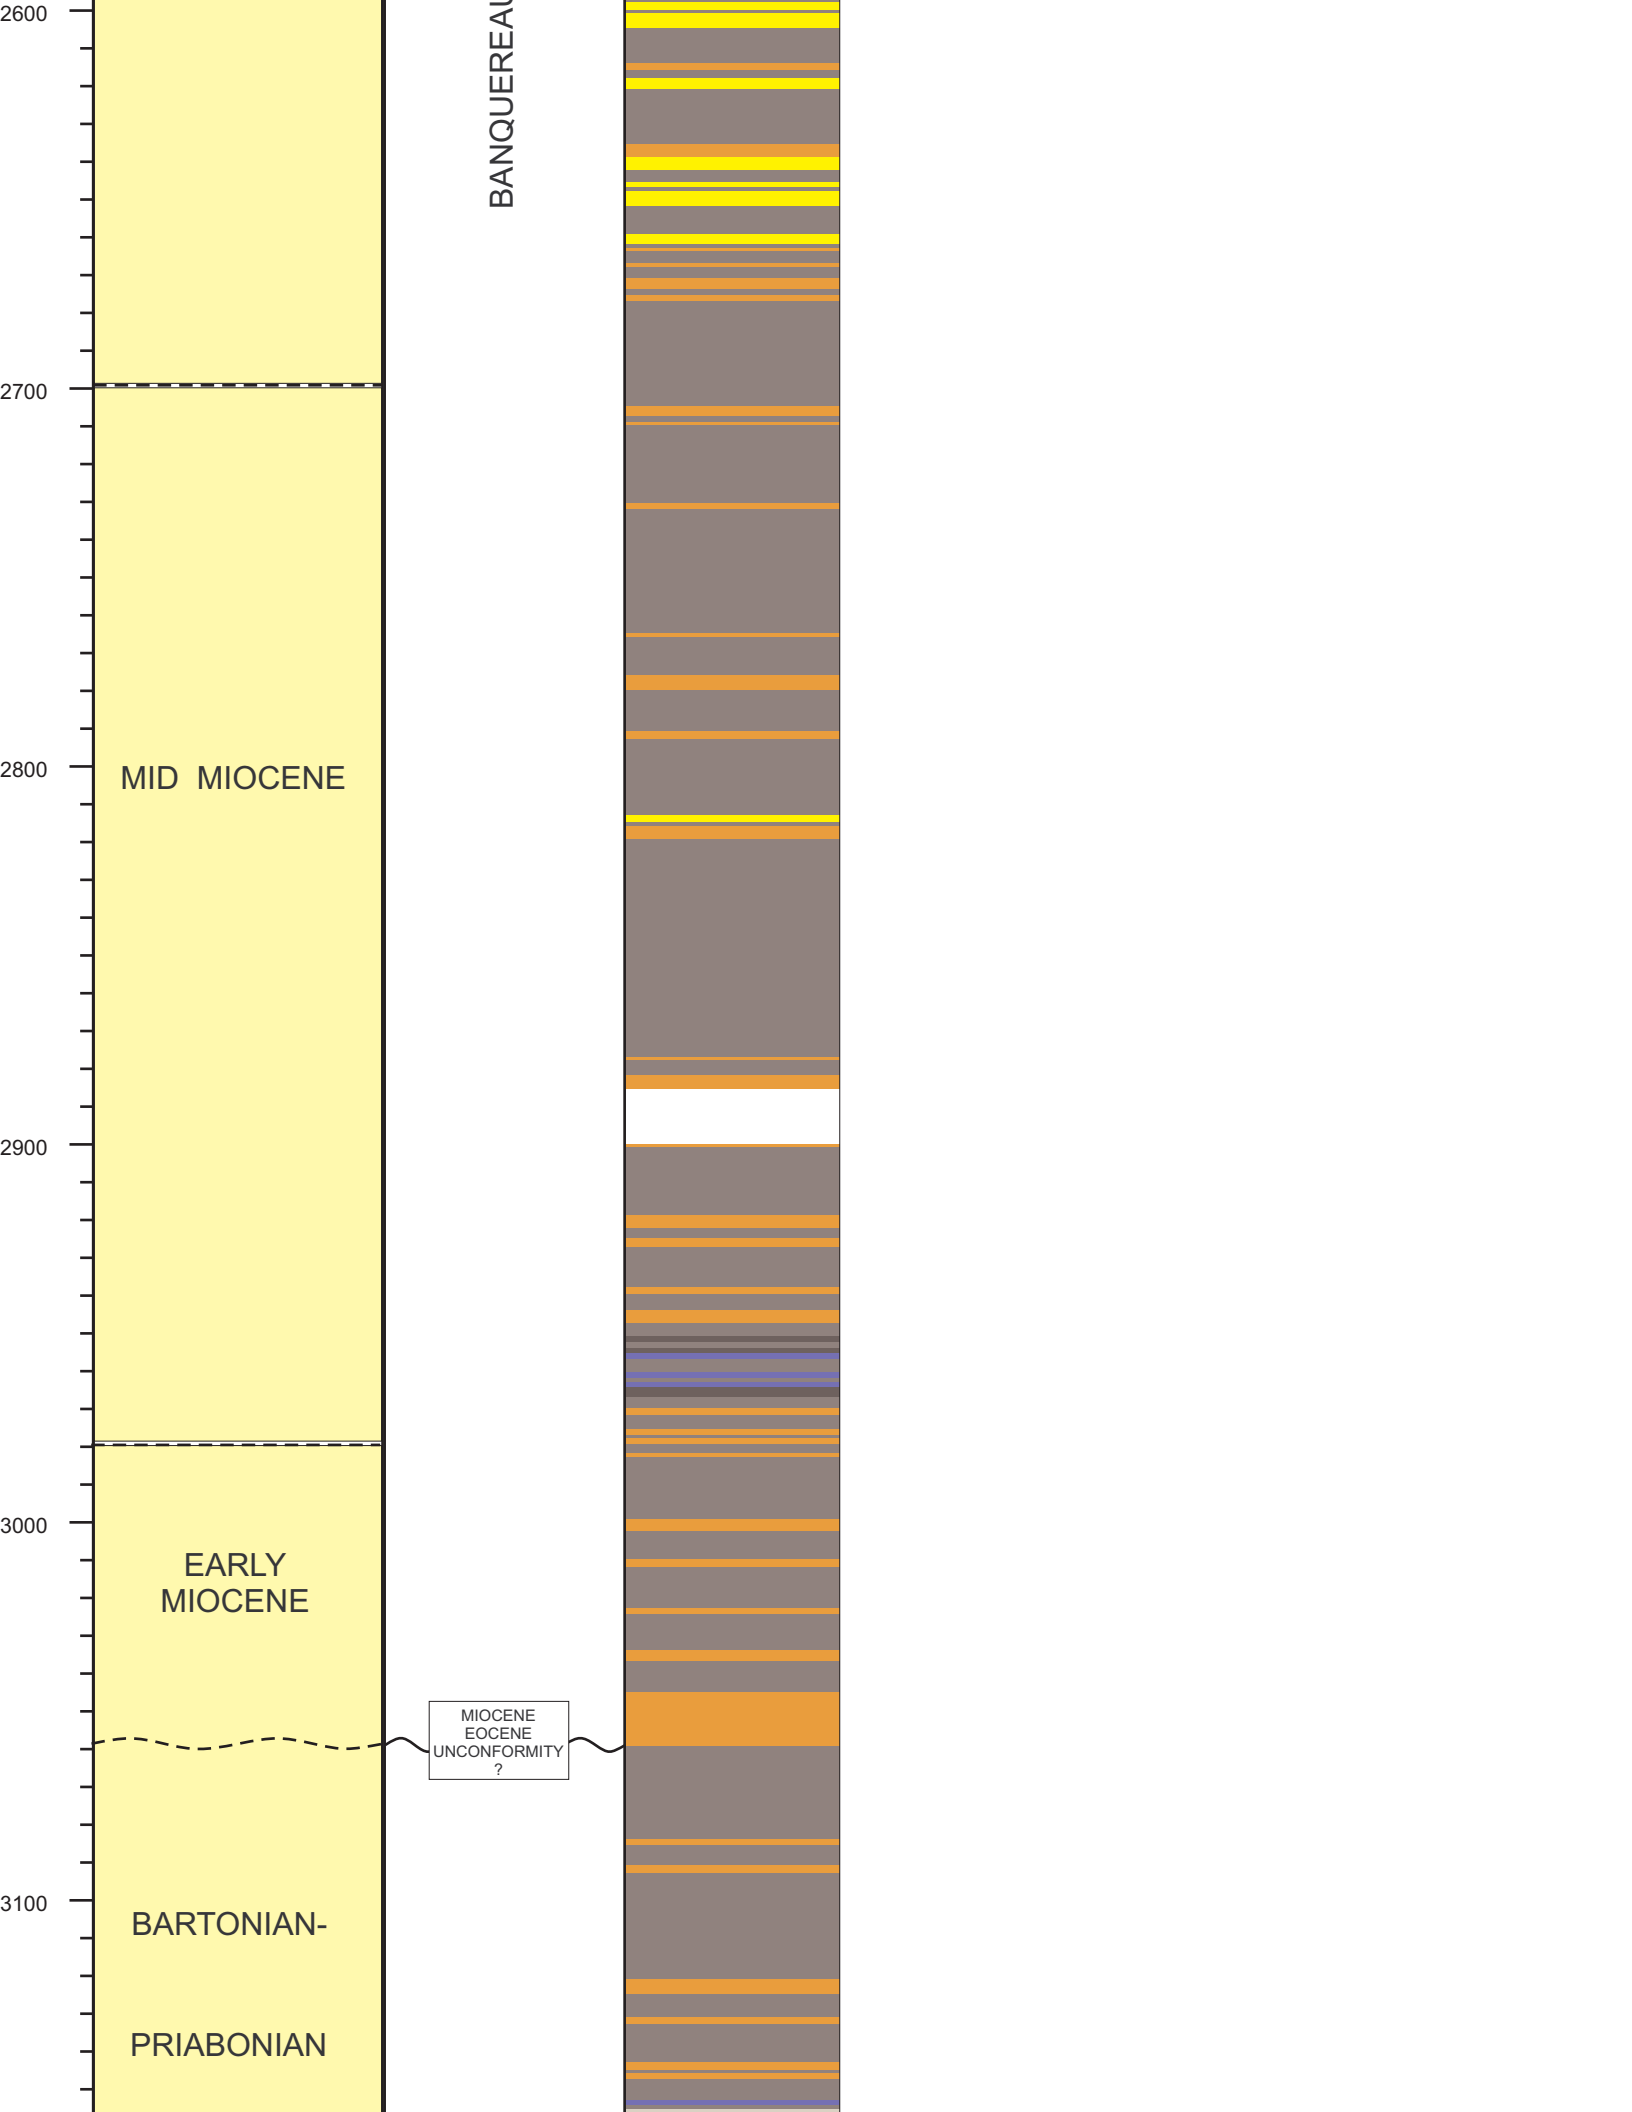 2600
BANQUEREAU
2700
2800
MID MIOCENE
2900
3000
EARLY
MIOCENE
MIOCENE
EOCENE
UNCONFORMITY
?
3100
BARTONIAN-
PRIABONIAN